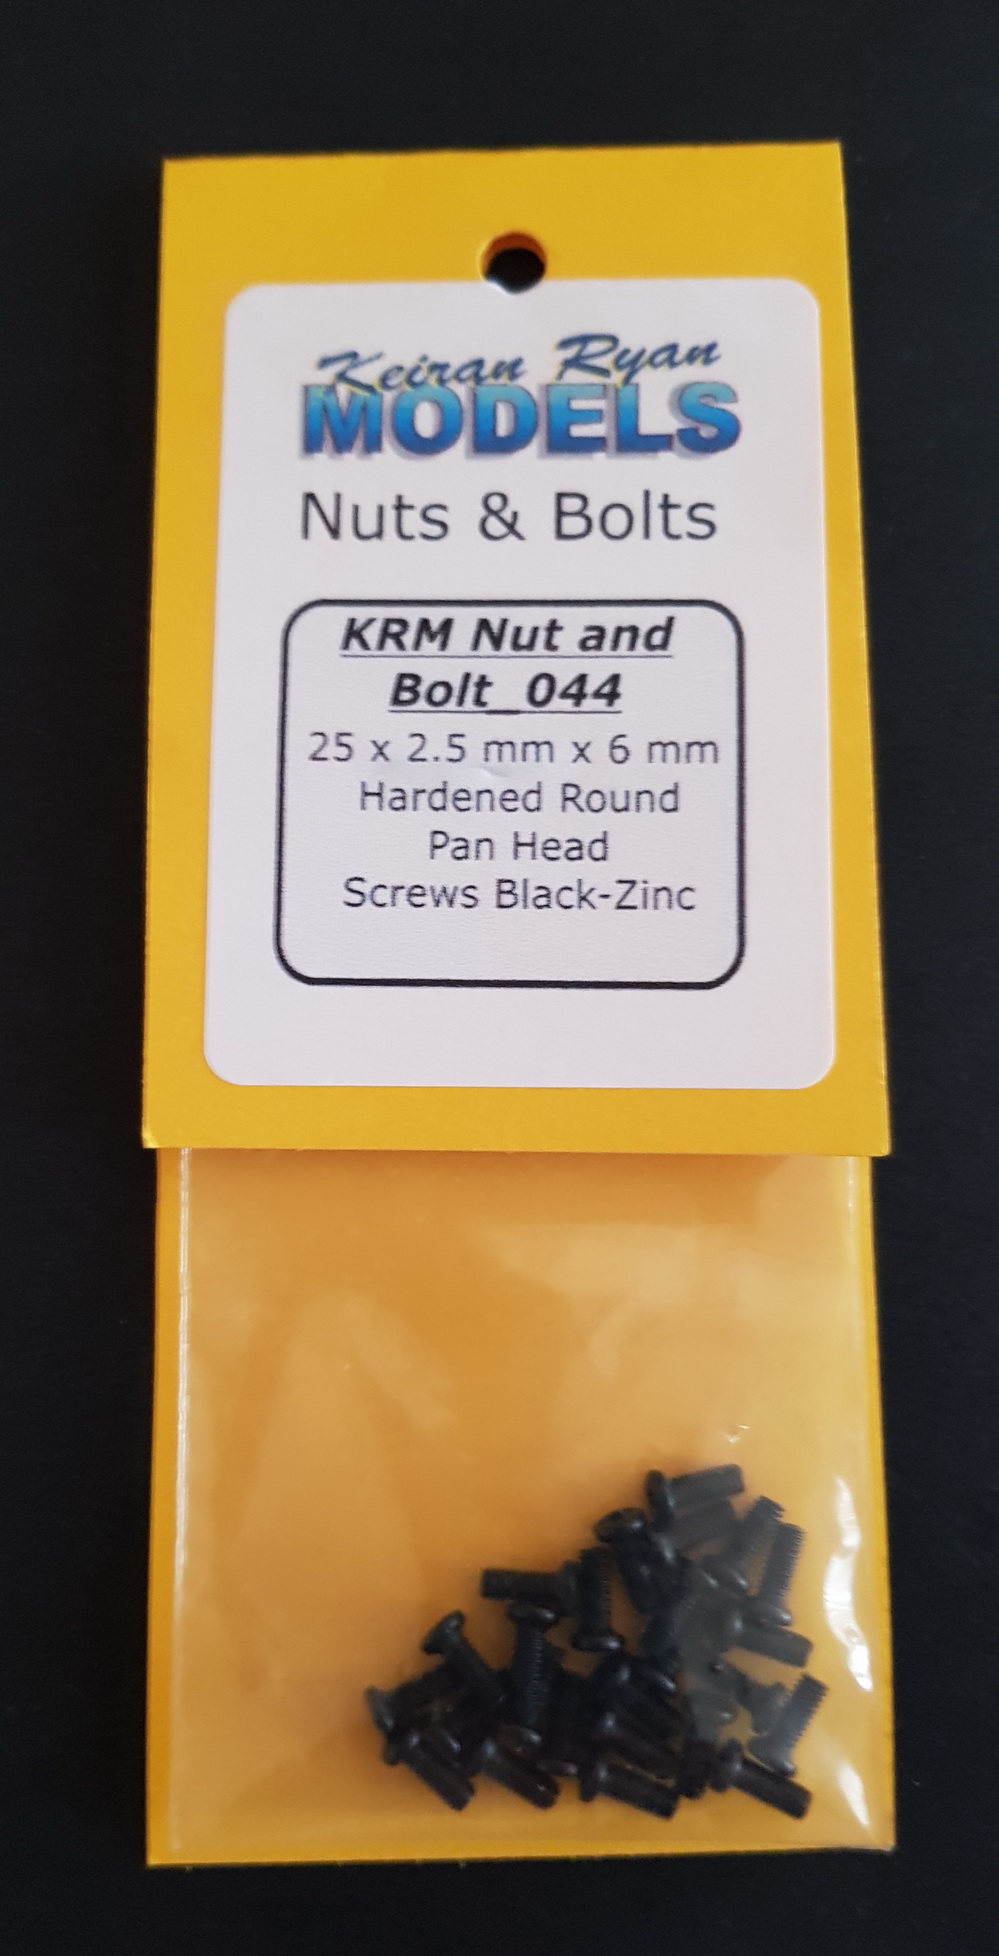 Keiran Ryan
MODELS
Nuts & Bolts
KRM Nut and
Bolt_044
25 x 2.5 mm x 6 mm
Hardened Round
Pan Head
Screws Black-Zinc